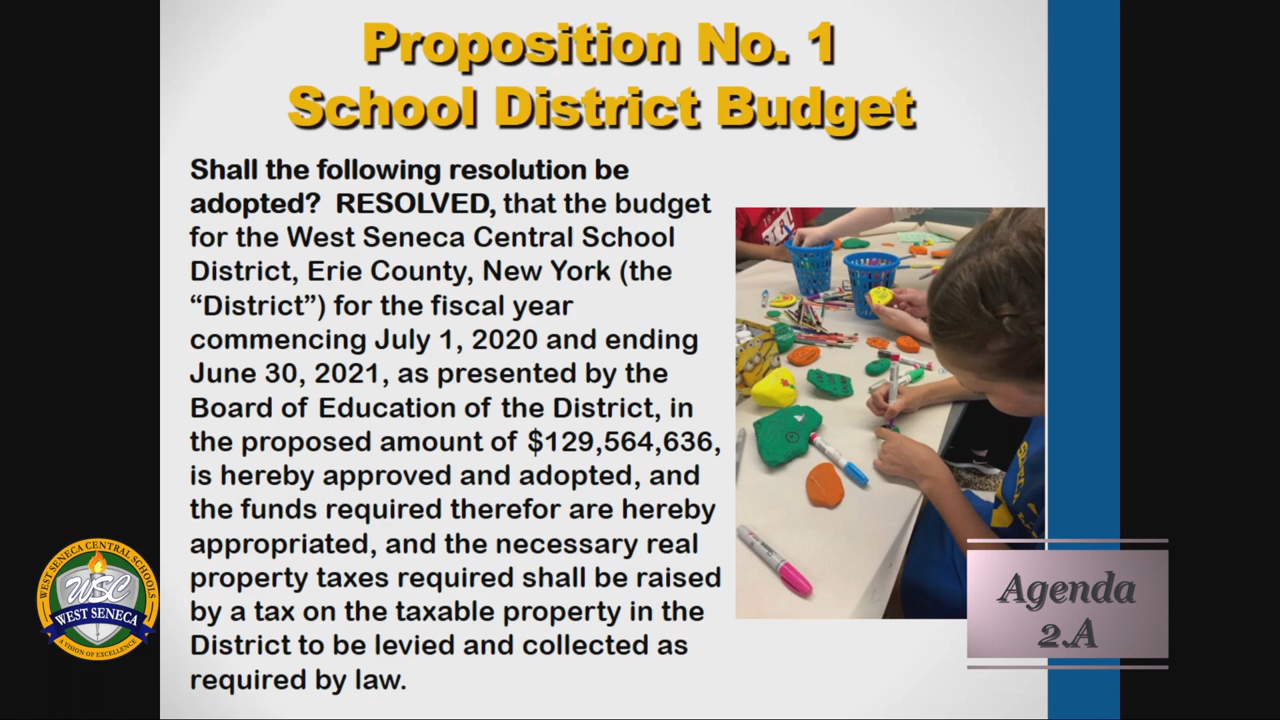 Proposition No. 1
School District Budget
Shall the following resolution be
adopted? RESOLVED, that the budget
for the West Seneca Central School
District, Erie County, New York (the
“District”) for the fiscal year
commencing July 1, 2020 and ending
June 30, 2021, as presented by the
Board of Education of the District, in
the proposed amount of $129,564,636,
is hereby approved and adopted, and
the funds required therefor are hereby
appropriated, and the necessary real
property taxes required shall be raised
by a tax on the taxable property in the
District to be levied and collected as
required by law.
WEST SENECA CENTRAL SCHOOLS
WSC
WEST SENECA
A VISION OF EXCELLENCE
Agenda
2.A